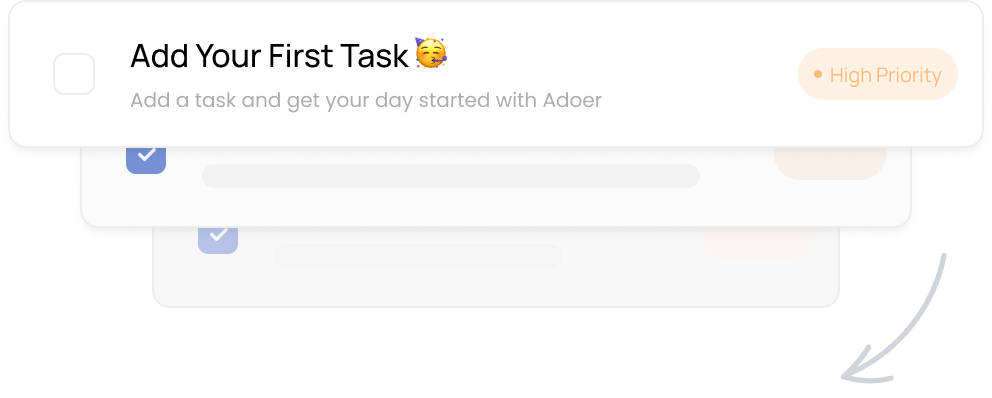 Add Your First Task 🥳
Add a task and get your day started with Adoer
High Priority